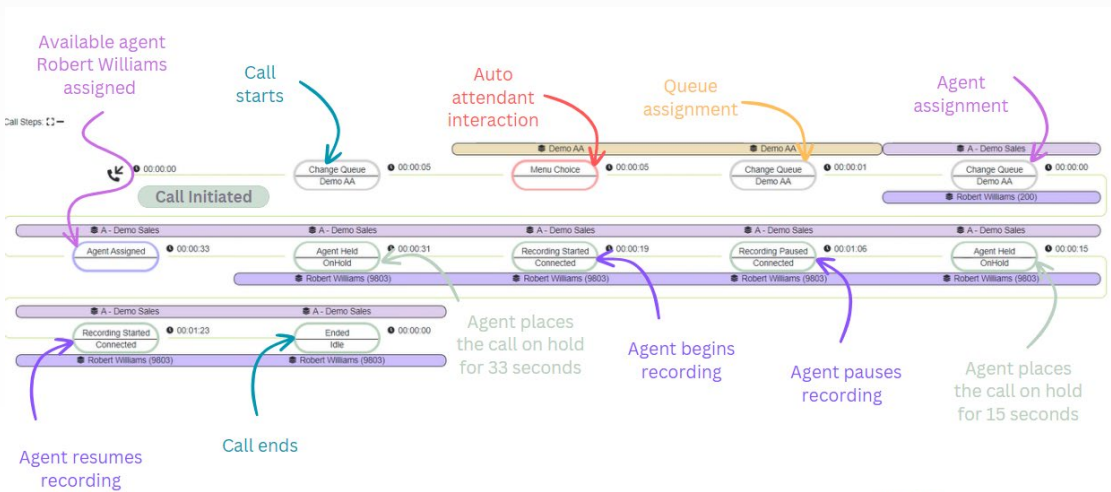 Available agent
Robert Williams
assigned
Call
starts
Auto
attendant
interaction
Queue
assignment
Agent
assignment
Call Steps:
Demo AA
Demo AA
A - Demo Sales
00:00:00
Change Queue
Demo AA
00:00:05
Menu Choice
00:00:05
Change Queue
Demo AA
00:00:01
Change Queue
Demo AA
00:00:00
Call Initiated
Robert Williams (200)
A - Demo Sales
A - Demo Sales
A - Demo Sales
A - Demo Sales
A - Demo Sales
Agent Assigned
00:00:33
Agent Held
OnHold
00:00:31
Recording Started
Connected
00:00:19
Recording Paused
Connected
00:01:06
Agent Held
OnHold
00:00:15
Robert Williams (9803)
Robert Williams (9803)
Robert Williams (9803)
Robert Williams (9803)
A - Demo Sales
A - Demo Sales
Recording Started
Connected
00:01:23
Ended
Idle
00:00:00
Robert Williams (9803)
Robert Williams (9803)
Agent places
the call on hold
for 33 seconds
Agent begins
recording
Agent pauses
recording
Agent places
the call on hold
for 15 seconds
Agent resumes
recording
Call ends